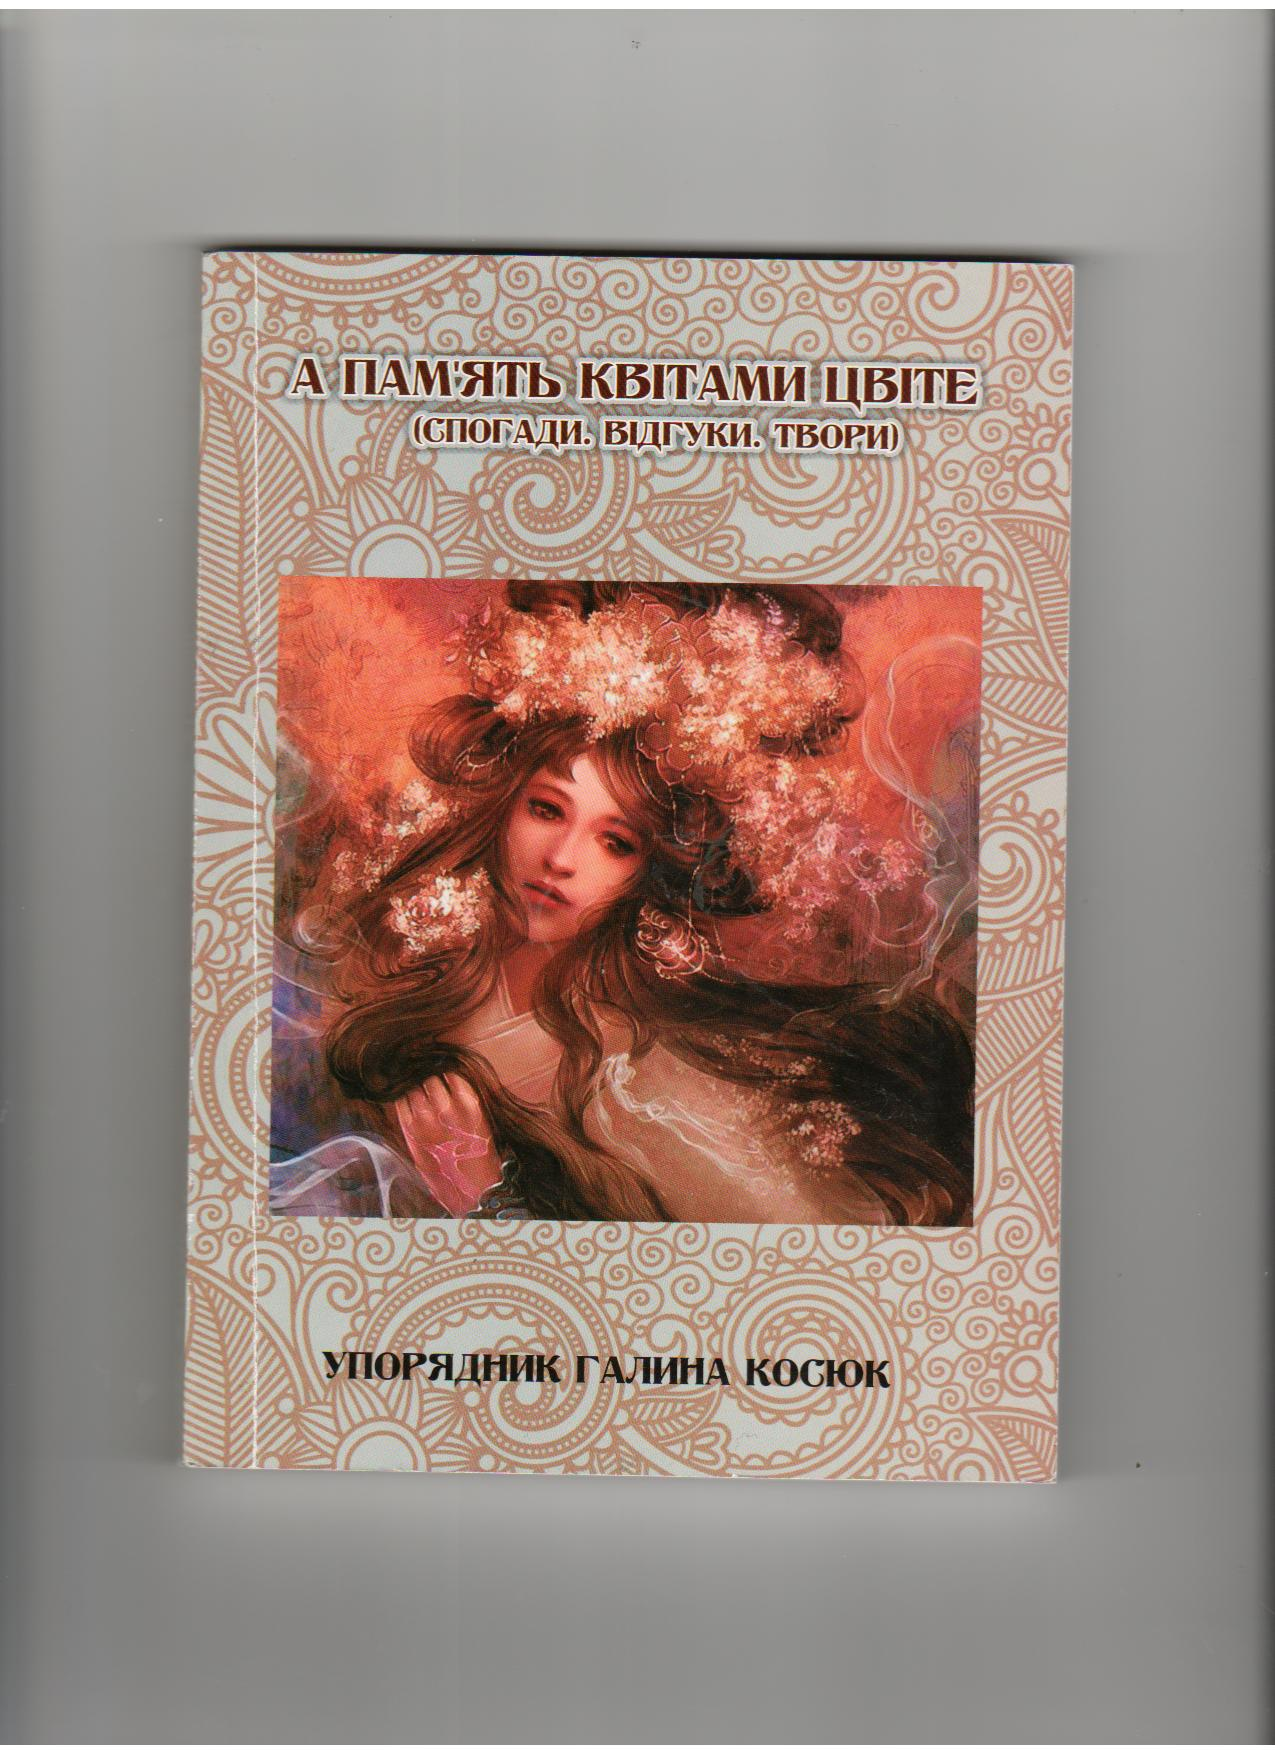 А ПАМ'ЯТЬ КВІТАМИ ЦВІТЕ
(СПОГАДИ. ВІДГУКИ. ТВОРИ)
УПОРЯДНИК ГАЛИНА КОСЮК